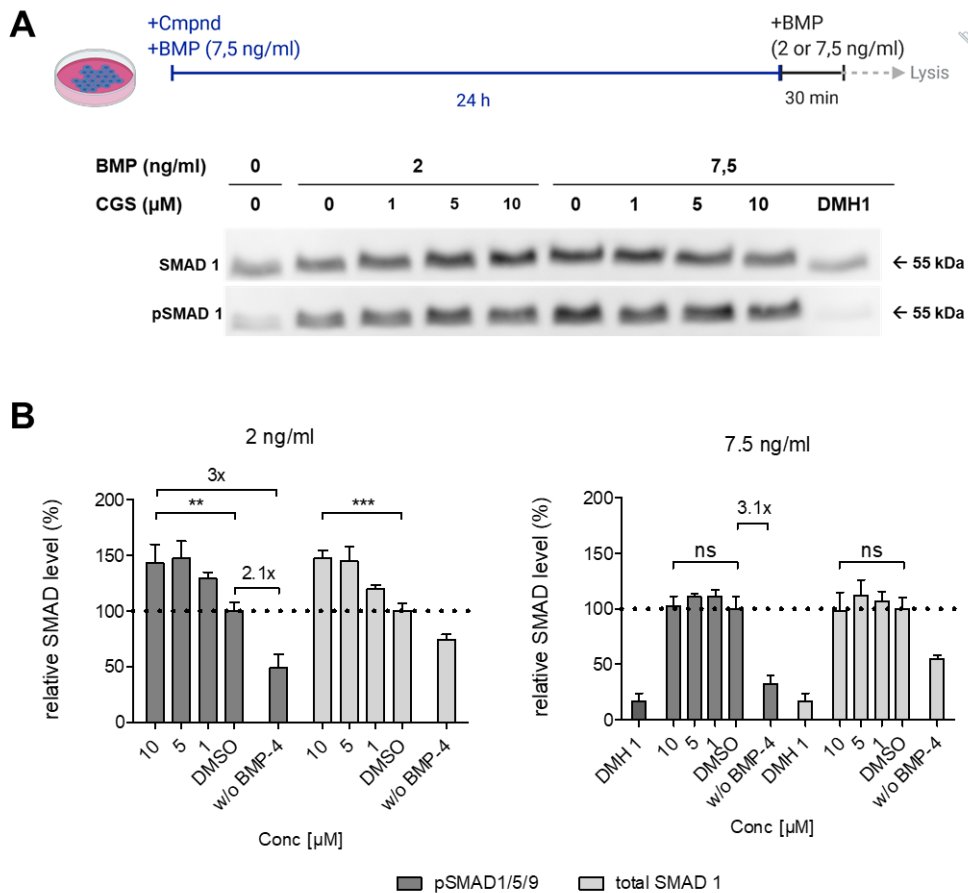 A
+Cmpnd
+BMP (7,5 ng/ml)
+BMP
(2 or 7,5 ng/ml)
24 h
30 min
Lysis
BMP (ng/ml) 0 2 7,5
CGS (µM) 0 0 1 5 10 0 1 5 10 DMH1
SMAD 1 ← 55 kDa
pSMAD 1 ← 55 kDa
B
2 ng/ml
relative SMAD level (%)
200
150
100
50
0
3x
**
2.1x
***
10 5 1 DMSO w/o BMP-4 10 5 1 DMSO w/o BMP-4
Conc [µM]
7.5 ng/ml
relative SMAD level (%)
200
150
100
50
0
3.1x
ns
ns
DMH 1 10 5 1 DMSO w/o BMP-4 DMH 1 10 5 1 DMSO w/o BMP-4
Conc [µM]
pSMAD1/5/9 total SMAD 1